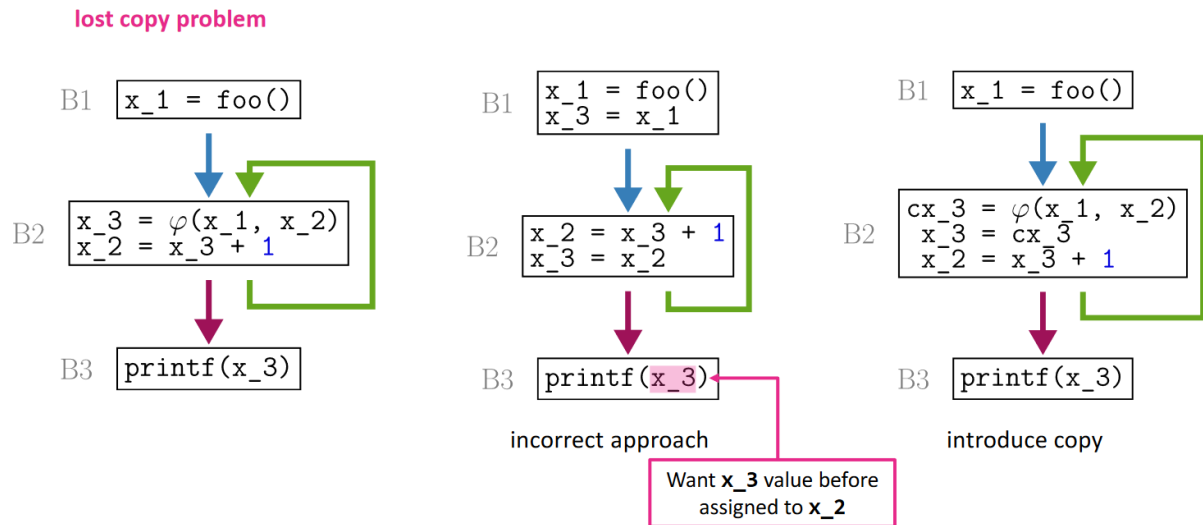 lost copy problem
B1
x_1 = foo()
B2
x_3 = φ(x_1, x_2)
x_2 = x_3 + 1
B3
printf(x_3)
B1
x_1 = foo()
x_3 = x_1
B2
x_2 = x_3 + 1
x_3 = x_2
B3
printf(x_3)
incorrect approach
Want x_3 value before
assigned to x_2
B1
x_1 = foo()
B2
cx_3 = φ(x_1, x_2)
x_3 = cx_3
x_2 = x_3 + 1
B3
printf(x_3)
introduce copy